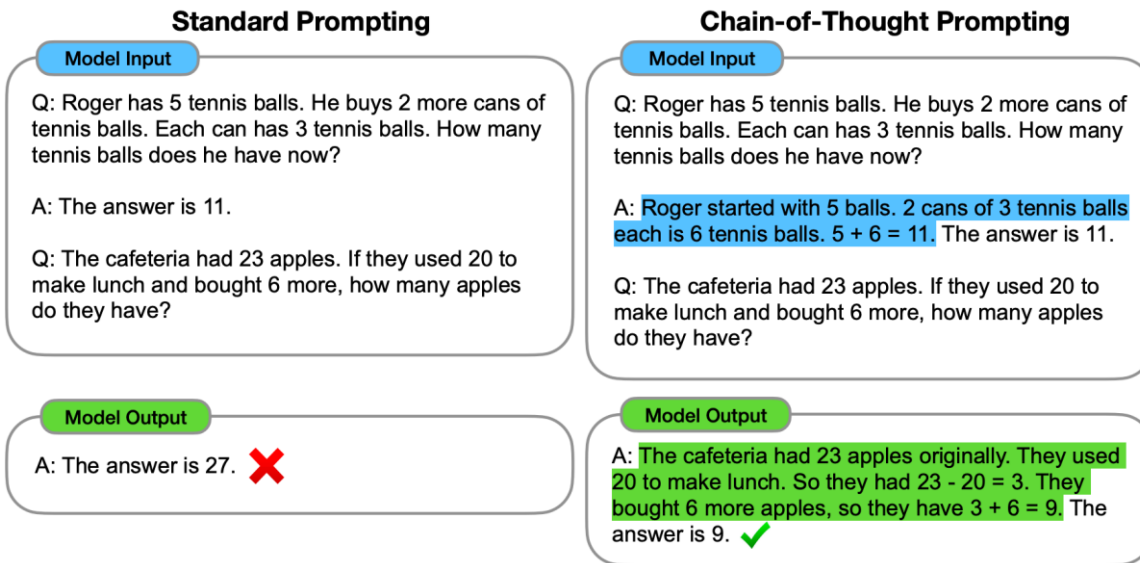 Standard Prompting
Model Input
Q: Roger has 5 tennis balls. He buys 2 more cans of
tennis balls. Each can has 3 tennis balls. How many
tennis balls does he have now?
A: The answer is 11.
Q: The cafeteria had 23 apples. If they used 20 to
make lunch and bought 6 more, how many apples
do they have?
Model Output
A: The answer is 27.
Chain-of-Thought Prompting
Model Input
Q: Roger has 5 tennis balls. He buys 2 more cans of
tennis balls. Each can has 3 tennis balls. How many
tennis balls does he have now?
A: Roger started with 5 balls. 2 cans of 3 tennis balls
each is 6 tennis balls. 5 + 6 = 11. The answer is 11.
Q: The cafeteria had 23 apples. If they used 20 to
make lunch and bought 6 more, how many apples
do they have?
Model Output
A: The cafeteria had 23 apples originally. They used
20 to make lunch. So they had 23 - 20 = 3. They
bought 6 more apples, so they have 3 + 6 = 9. The
answer is 9.